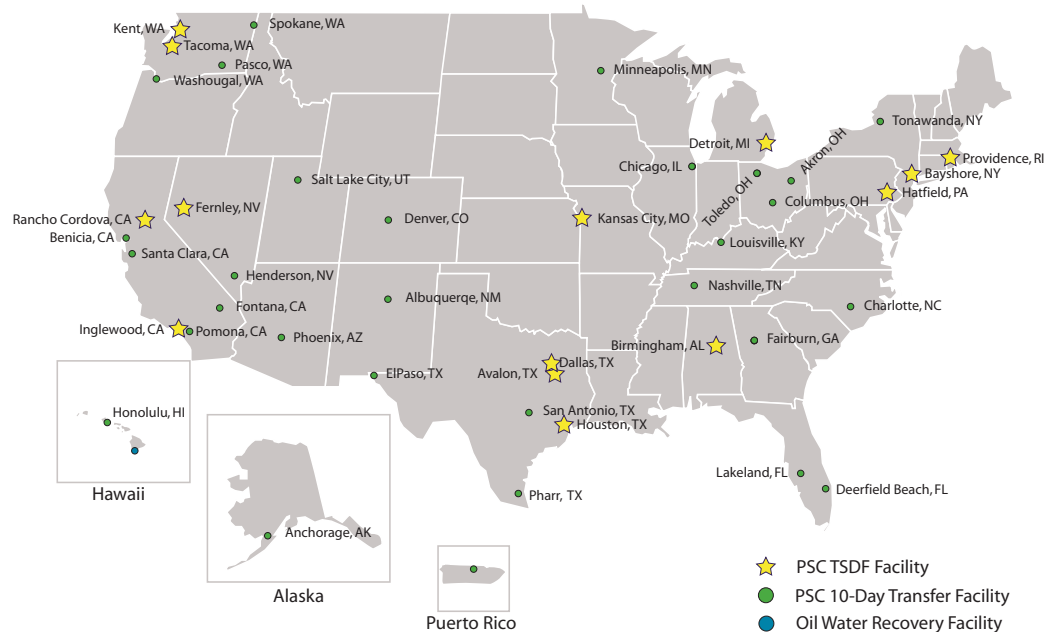 Kent, WA
Spokane, WA
Tacoma, WA
Pasco, WA
Washougal, WA
Minneapolis, MN
Tonawanda, NY
Detroit, MI
Akron, OH
Providence, RI
Chicago, IL
Bayshore, NY
Salt Lake City, UT
Toledo, OH
Hatfield, PA
Columbus, OH
Fernley, NV
Rancho Cordova, CA
Denver, CO
Kansas City, MO
Benicia, CA
Louisville, KY
Santa Clara, CA
Henderson, NV
Nashville, TN
Albuquerqe, NM
Fontana, CA
Charlotte, NC
Inglewood, CA
Pomona, CA
Phoenix, AZ
Birmingham, AL
Fairburn, GA
Dallas, TX
Avalon, TX
ElPaso, TX
Honolulu, HI
San Antonio, TX
Houston, TX
Lakeland, FL
Deerfield Beach, FL
Hawaii
Pharr, TX
Anchorage, AK
Alaska
Puerto Rico
PSC TSDF Facility
PSC 10-Day Transfer Facility
Oil Water Recovery Facility